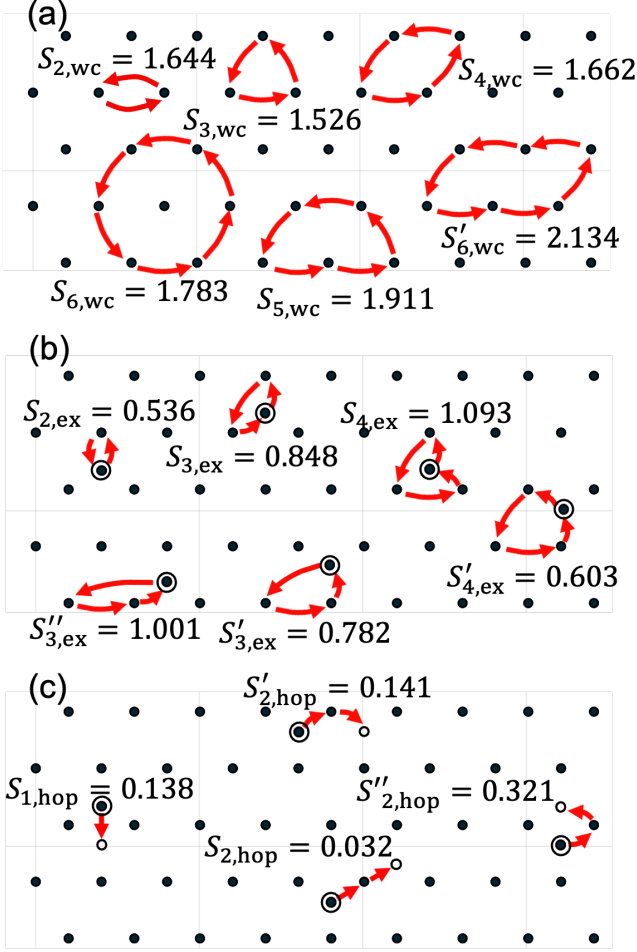 (a)
S₂,wc = 1.644
S₃,wc = 1.526
S₄,wc = 1.662
S₆,wc = 1.783
S₅,wc = 1.911
S′₆,wc = 2.134
(b)
S₂,ex = 0.536
S₃,ex = 0.848
S₄,ex = 1.093
S′₄,ex = 0.603
S″₃,ex = 1.001
S′₃,ex = 0.782
(c)
S′₂,hop = 0.141
S₁,hop = 0.138
S″₂,hop = 0.321
S₂,hop = 0.032